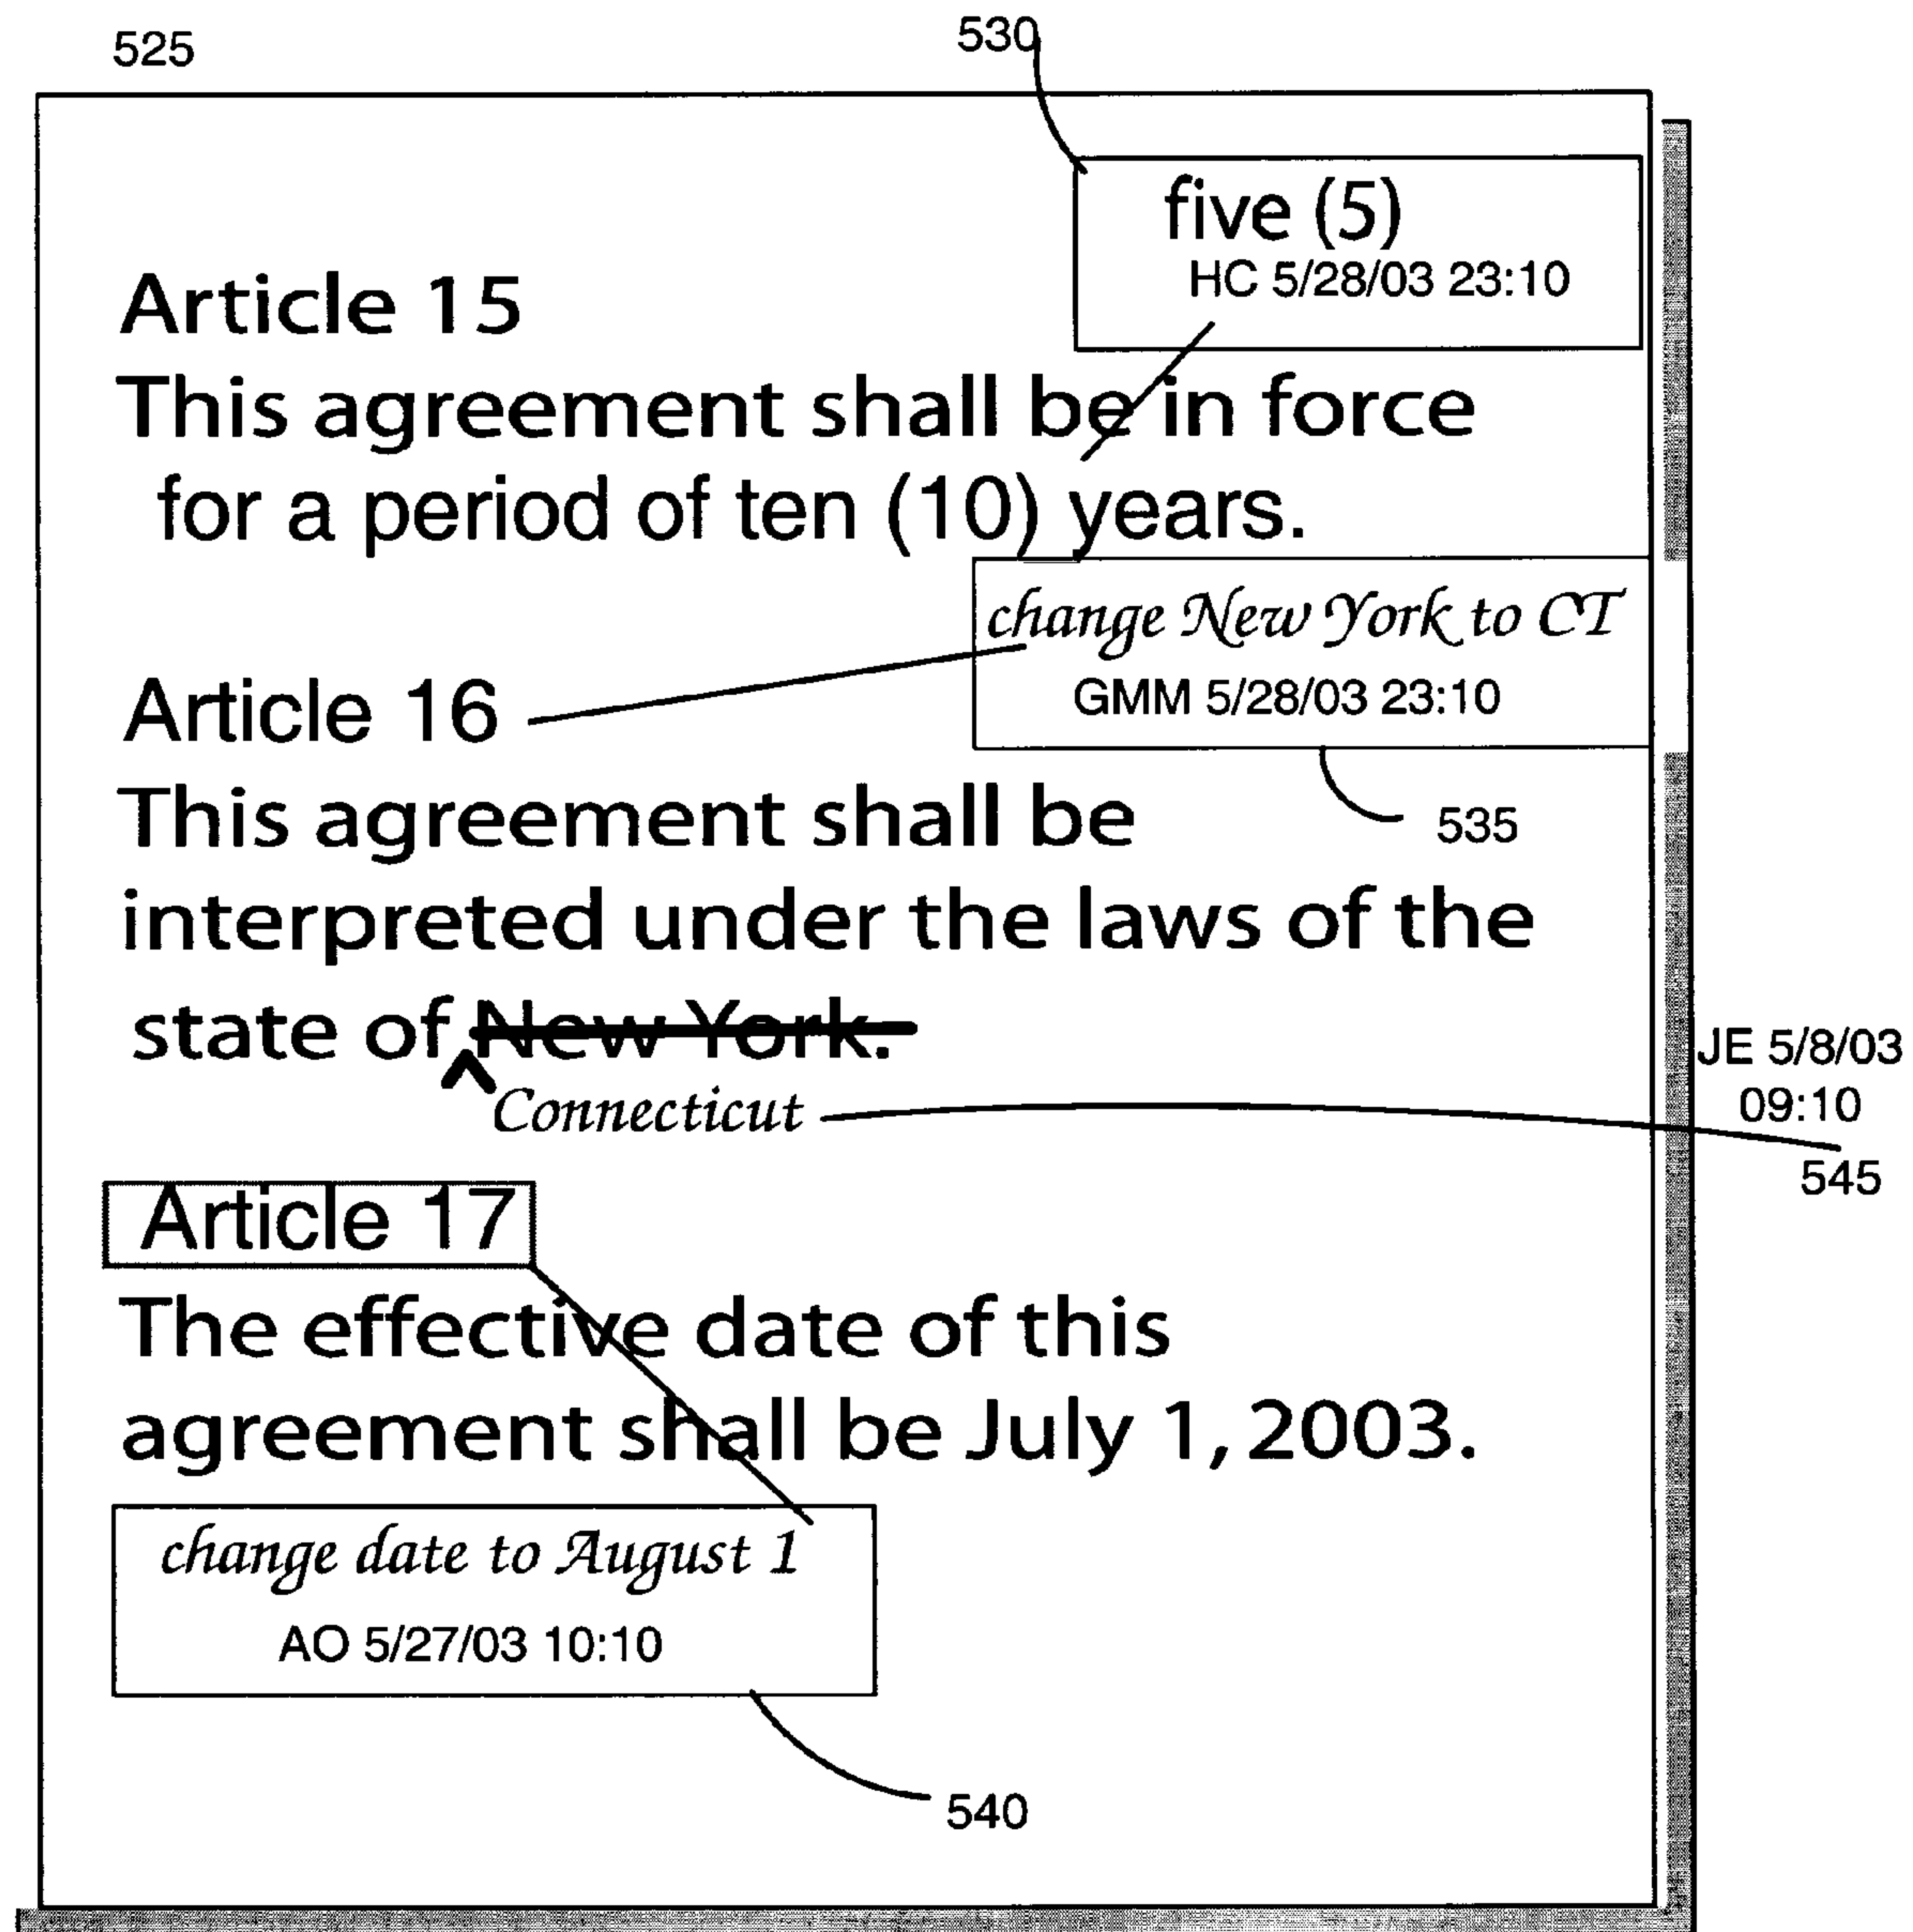 525
530
five (5)
HC 5/28/03 23:10
Article 15
This agreement shall be in force
for a period of ten (10) years.
change New York to CT
GMM 5/28/03 23:10
Article 16
535
This agreement shall be
interpreted under the laws of the
state of New York.
Connecticut
JE 5/8/03
09:10
545
Article 17
The effective date of this
agreement shall be July 1, 2003.
change date to August 1
AO 5/27/03 10:10
540